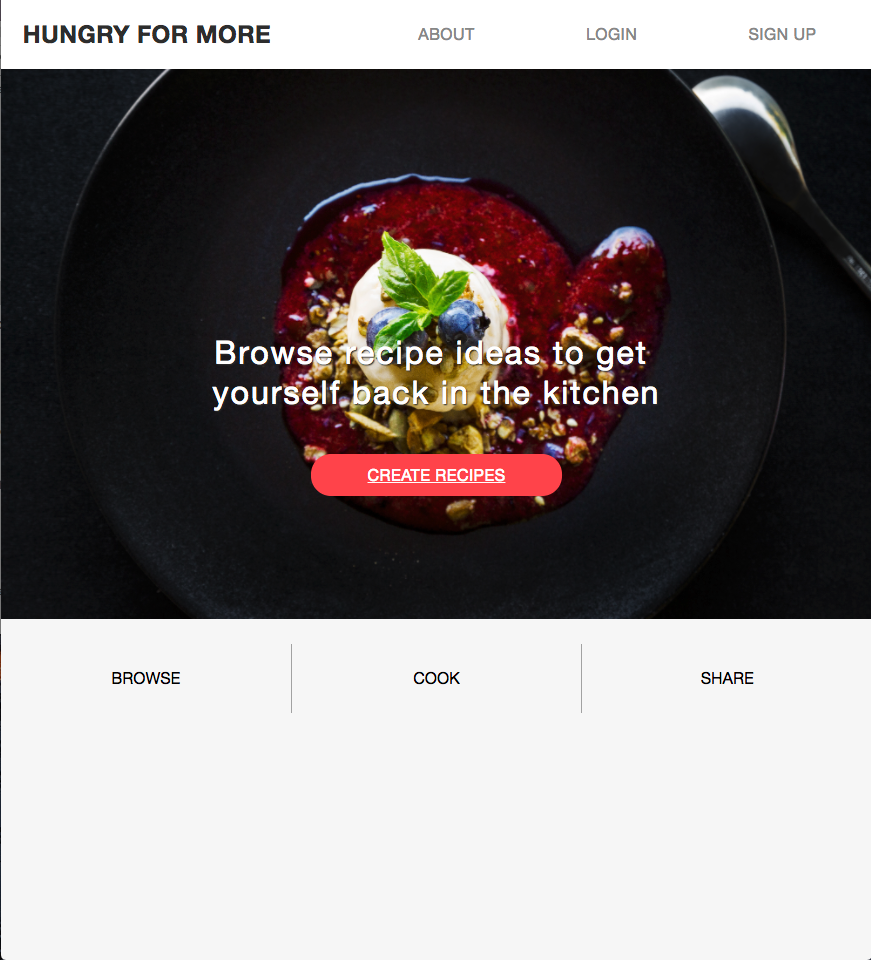 HUNGRY FOR MORE
ABOUT
LOGIN
SIGN UP
Browse recipe ideas to get
yourself back in the kitchen
CREATE RECIPES
BROWSE
COOK
SHARE